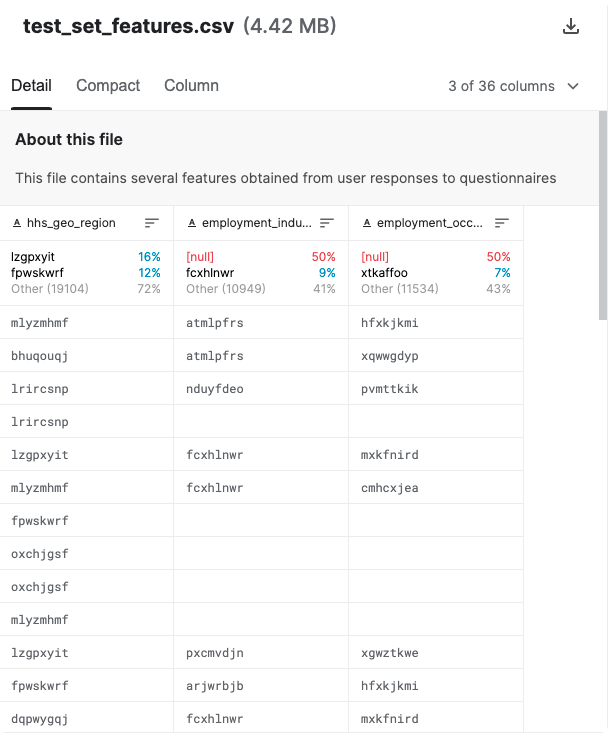 test_set_features.csv (4.42 MB)
Detail Compact Column 3 of 36 columns
About this file
This file contains several features obtained from user responses to questionnaires
A hhs_geo_region A employment_indu... A employment_occ...
lzgpxyit 16% [null] 50% [null] 50%
fpwskwrf 12% fcxhlnwr 9% xtkaffoo 7%
Other (19104) 72% Other (10949) 41% Other (11534) 43%
mlyzmhmf atmlpfrs hfxkjkmi
bhuqouqj atmlpfrs xqwwgdyp
lrircsnp nduyfdeo pvmttkik
lrircsnp
lzgpxyit fcxhlnwr mxkfnird
mlyzmhmf fcxhlnwr cmhcxjea
fpwskwrf
oxchjgsf
oxchjgsf
mlyzmhmf
lzgpxyit pxcmvdjn xgwztkwe
fpwskwrf arjwrbjb hfxkjkmi
dqpwygqj fcxhlnwr mxkfnird